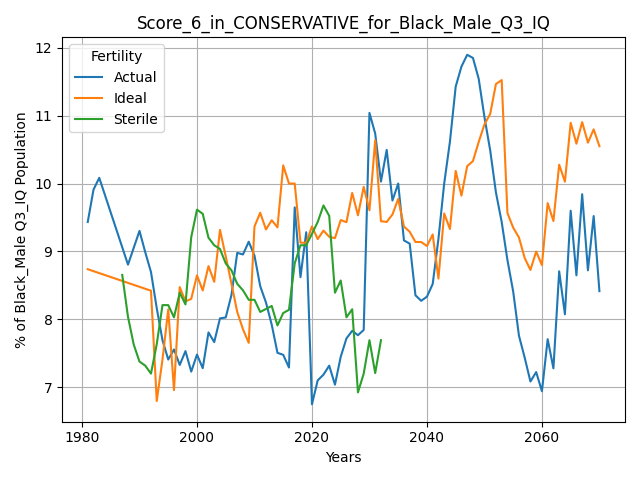 Score_6_in_CONSERVATIVE_for_Black_Male_Q3_IQ
Fertility
Actual
Ideal
Sterile
% of Black_Male Q3_IQ Population
12
11
10
9
8
7
1980
2000
2020
2040
2060
Years